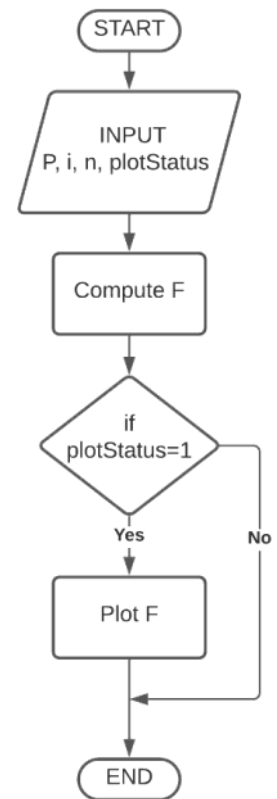 START
INPUT
P, i, n, plotStatus
Compute F
if
plotStatus=1
Yes
No
Plot F
END